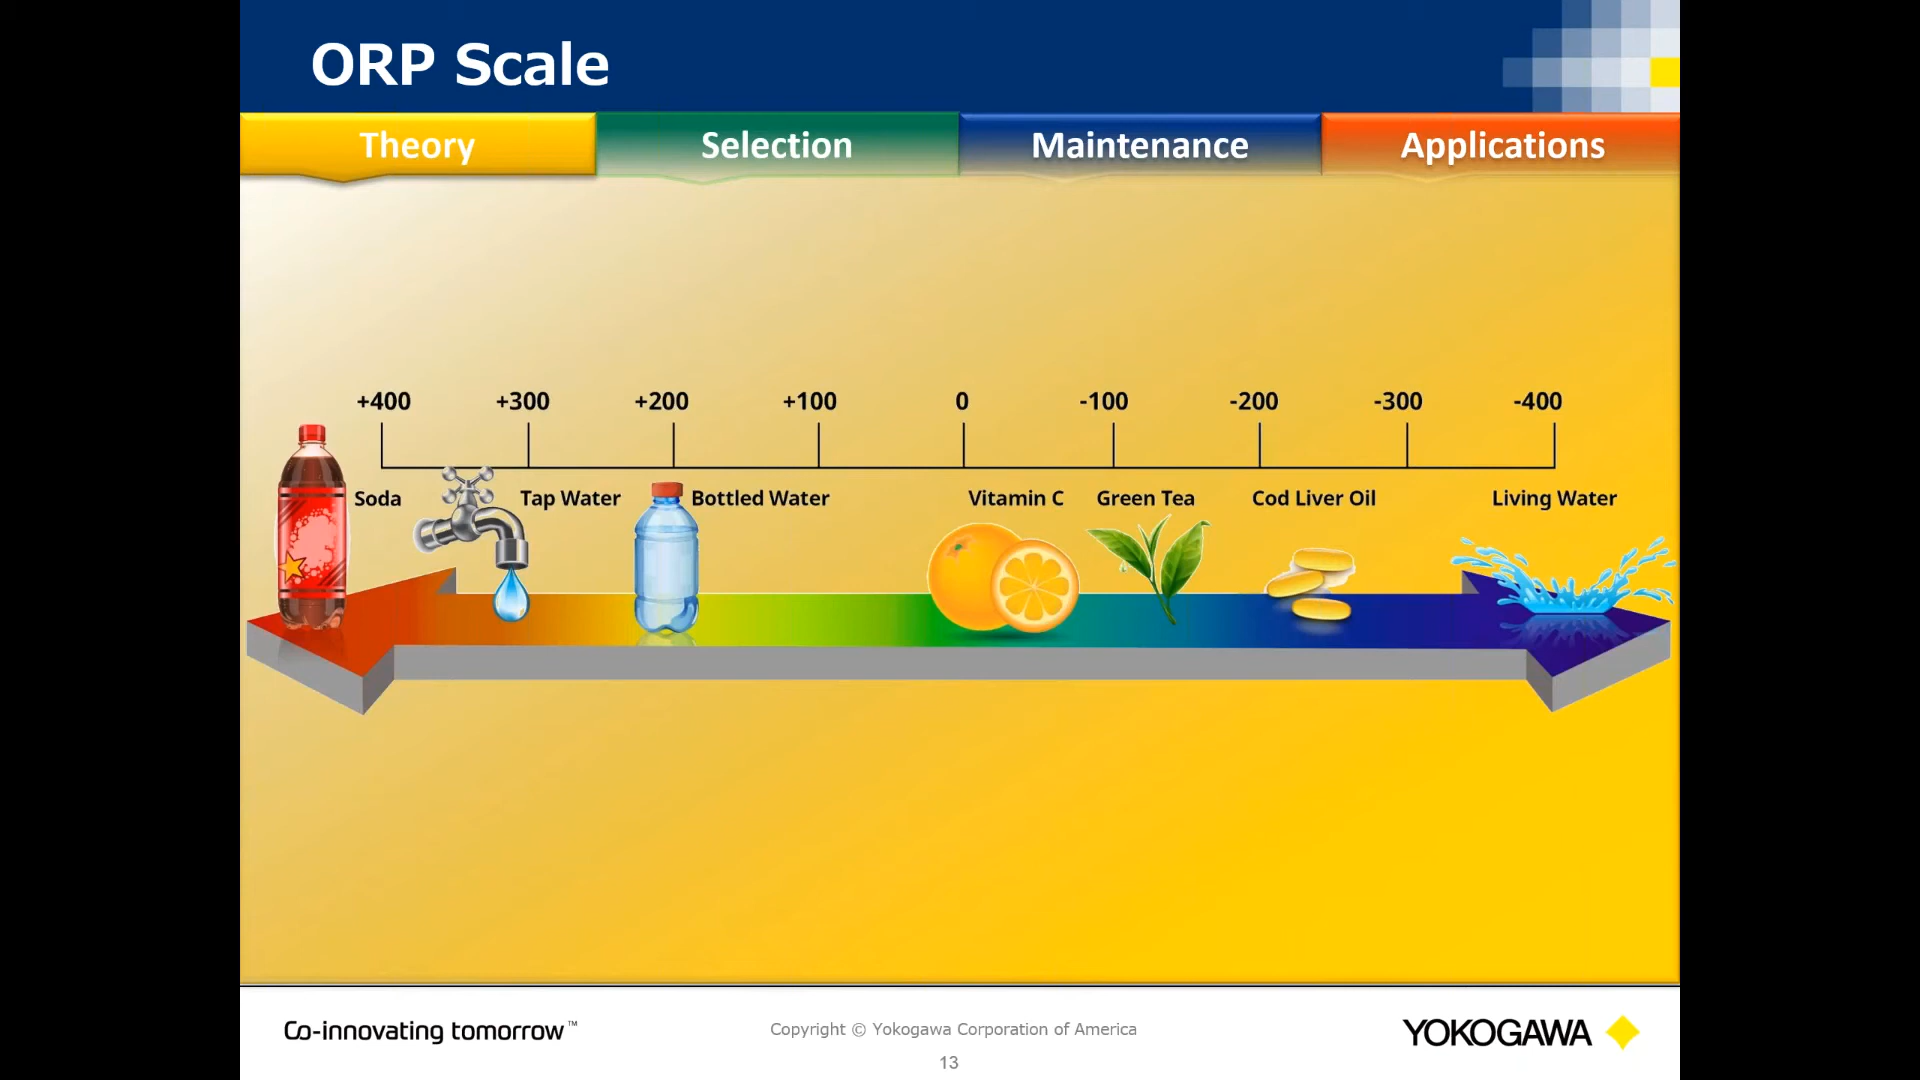 ORP Scale
Theory Selection Maintenance Applications
+400 +300 +200 +100 0 -100 -200 -300 -400
Soda Tap Water Bottled Water Vitamin C Green Tea Cod Liver Oil Living Water
Co-innovating tomorrow™
Copyright © Yokogawa Corporation of America
YOKOGAWA
13